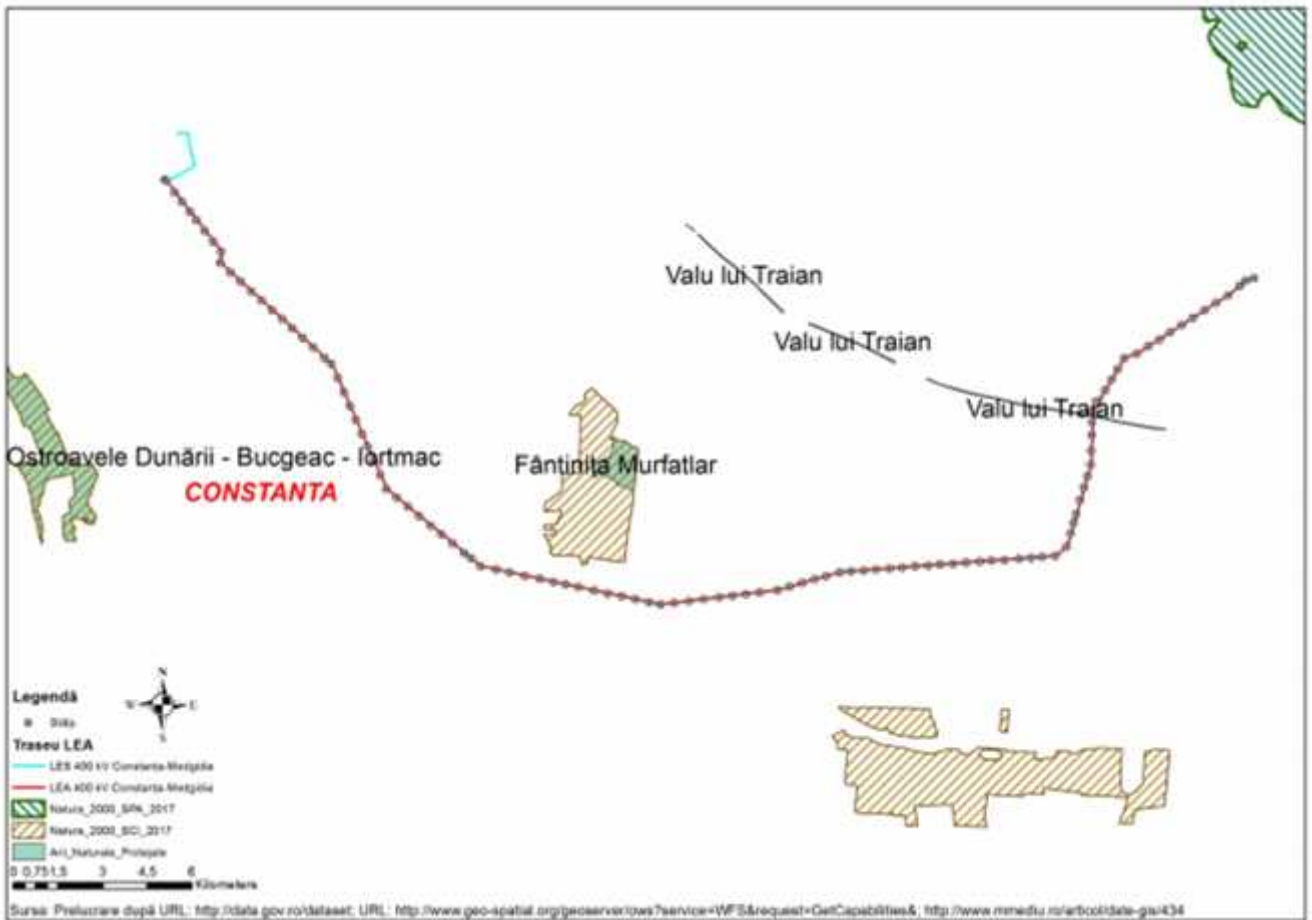 Valu lui Traian
Valu lui Traian
Valu lui Traian
Ostroavele Dunării - Bucgeac - Iortmac
Fântinița Murfatlar
CONSTANTA
N
W E
S
Legendă
Stâlp
Traseu LEA
LES 400 kV Constanta-Medgidia
LEA 400 kV Constanta-Medgidia
Natura_2000_SPA_2017
Natura_2000_SCI_2017
Arii_Naturale_Protejate
0 0,751,5 3 4,5 6
Kilometers
Sursa: Prelucrare după URL: http://data.gov.ro/dataset; URL: http://www.geo-spatial.org/geoserver/ows?service=WFS&request=GetCapabilities&; http://www.mmediu.ro/articol/date-gis/434